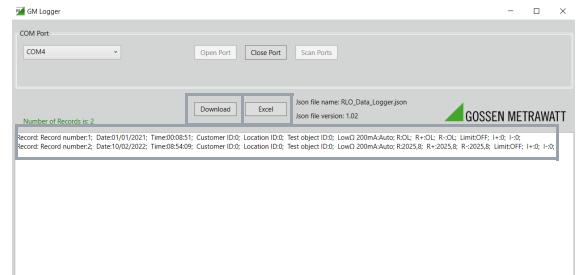 GM Logger
COM Port
COM4
Open Port
Close Port
Scan Ports
Download
Excel
Json file name: RLO_Data_Logger.json
Json file version: 1.02
Number of Records is: 2
GOSSEN METRAWATT
Record: Record number:1; Date:01/01/2021; Time:00:08:51; Customer ID:0; Location ID:0; Test object ID:0; LowΩ 200mA:Auto; R:OL; R+:OL; R-:OL; Limit:OFF; I+:0; I-:0;
Record: Record number:2; Date:10/02/2022; Time:08:54:09; Customer ID:0; Location ID:0; Test object ID:0; LowΩ 200mA:Auto; R:2025,8; R+:2025,8; R-:2025,8; Limit:OFF; I+:0; I-:0;